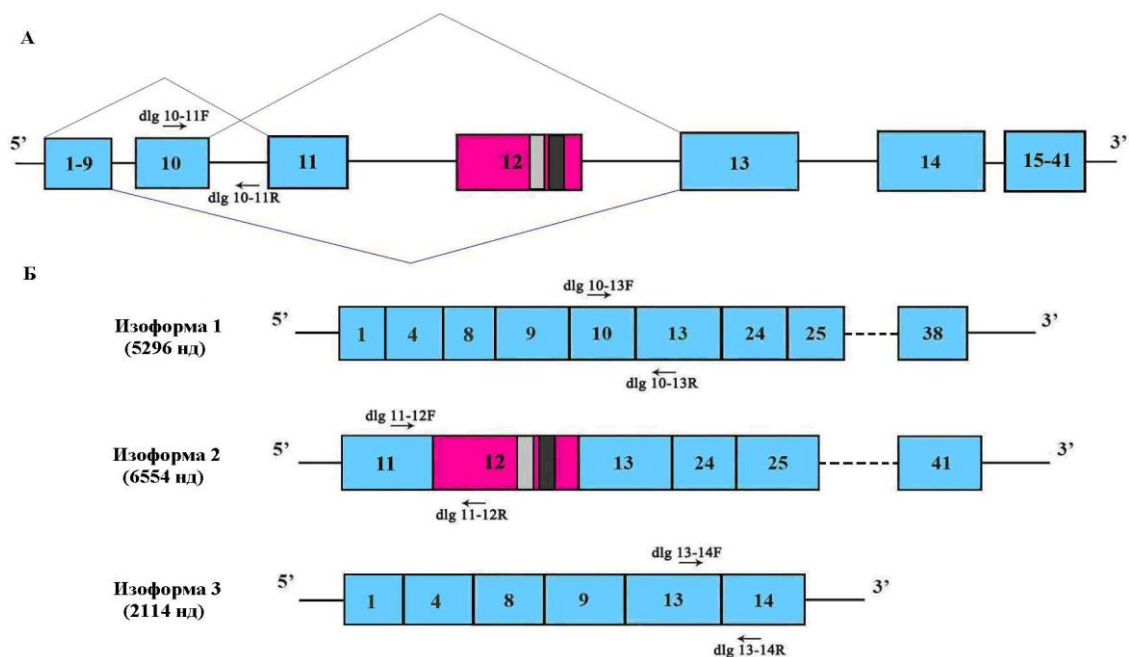 А
dlg 10-11F
5’ 1-9 10 11 12 13 14 15-41 3’
dlg 10-11R
Б
dlg 10-13F
Изоформа 1
(5296 нд)
5’ 1 4 8 9 10 13 24 25 38 3’
dlg 10-13R
dlg 11-12F
Изоформа 2
(6554 нд)
5’ 11 12 13 24 25 41 3’
dlg 11-12R
dlg 13-14F
Изоформа 3
(2114 нд)
5’ 1 4 8 9 13 14 3’
dlg 13-14R